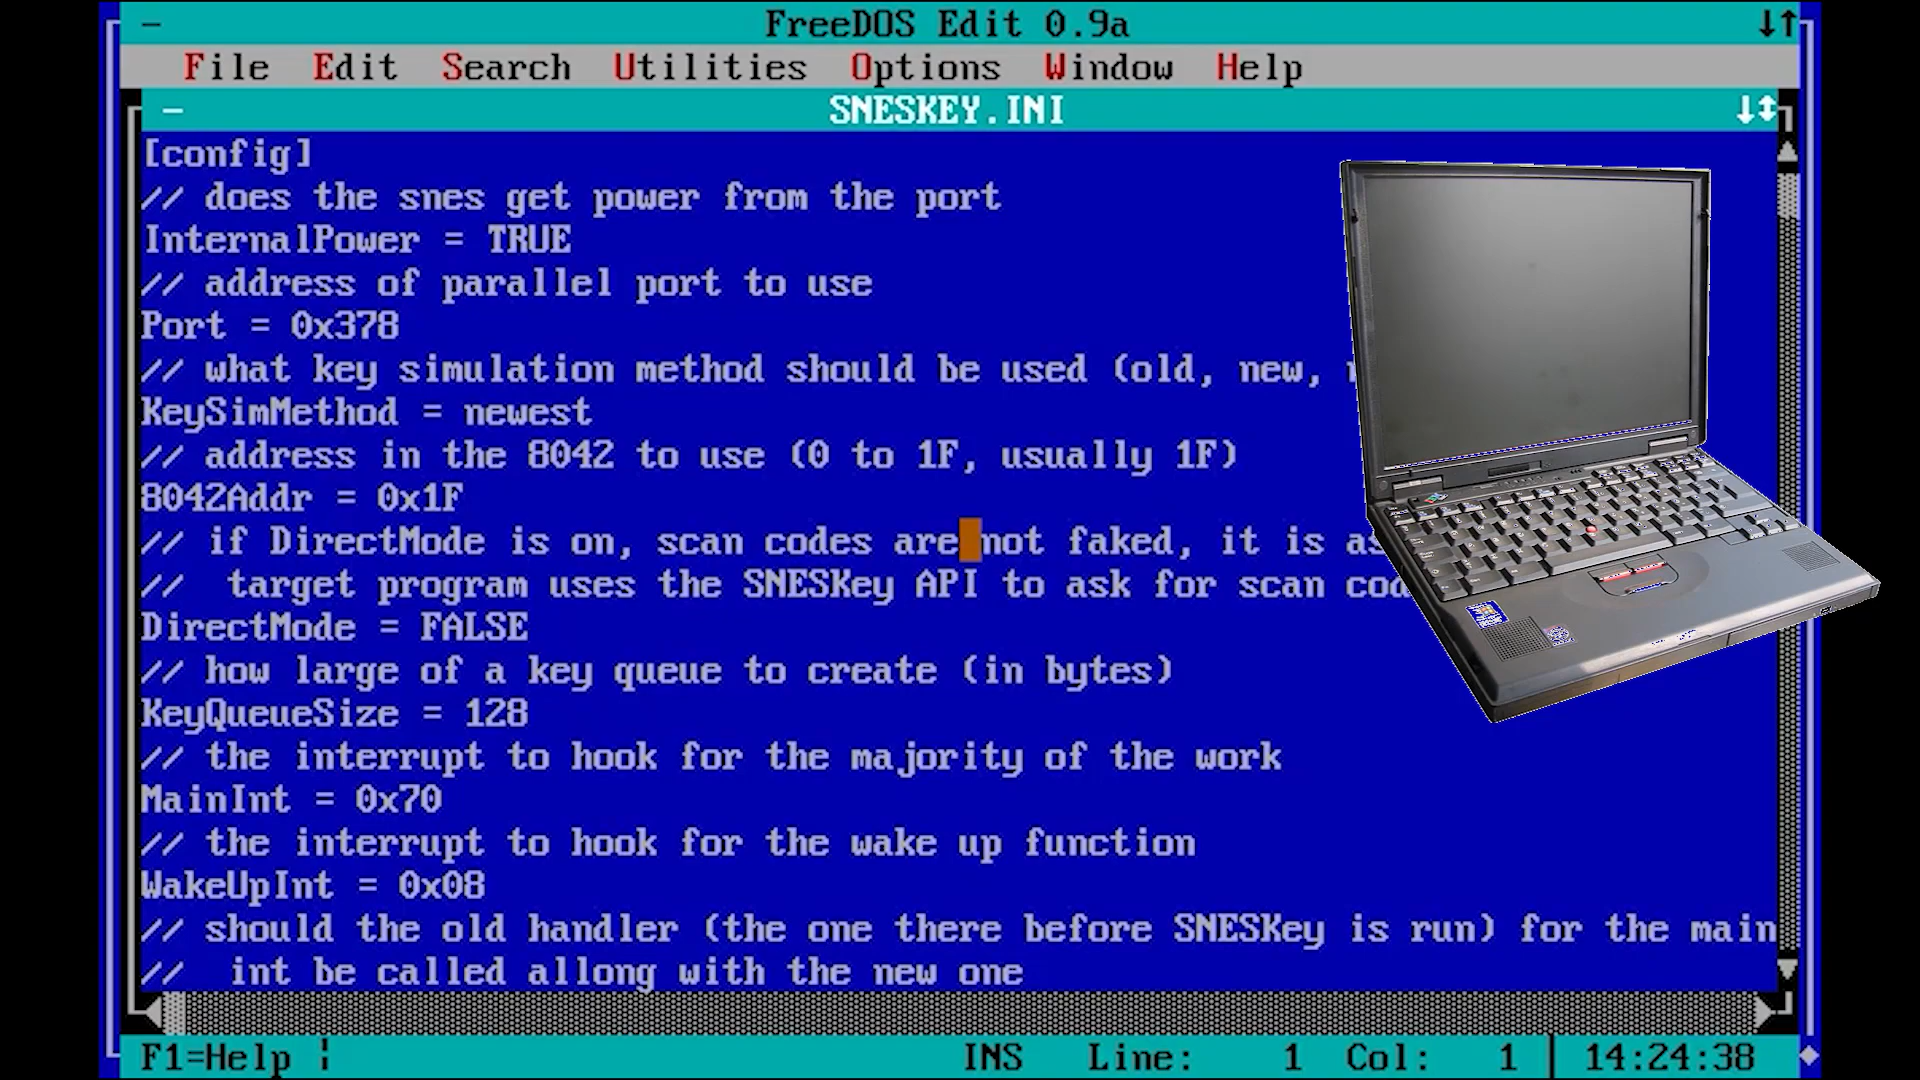 FreeDOS Edit 0.9a
File Edit Search Utilities Options Window Help
SNESKEY.INI
[config]
// does the snes get power from the port
InternalPower = TRUE
// address of parallel port to use
Port = 0x378
// what key simulation method should be used (old, new,
KeySimMethod = newest
// address in the 8042 to use (0 to 1F, usually 1F)
8042Addr = 0x1F
// if DirectMode is on, scan codes are not faked, it is
// target program uses the SNESKey API to ask for scan
DirectMode = FALSE
// how large of a key queue to create (in bytes)
KeyQueueSize = 128
// the interrupt to hook for the majority of the work
MainInt = 0x70
// the interrupt to hook for the wake up function
WakeUpInt = 0x08
// should the old handler (the one there before SNESKey is run) for the main
// int be called allong with the new one
F1=Help ¦ INS Line: 1 Col: 1 14:24:38